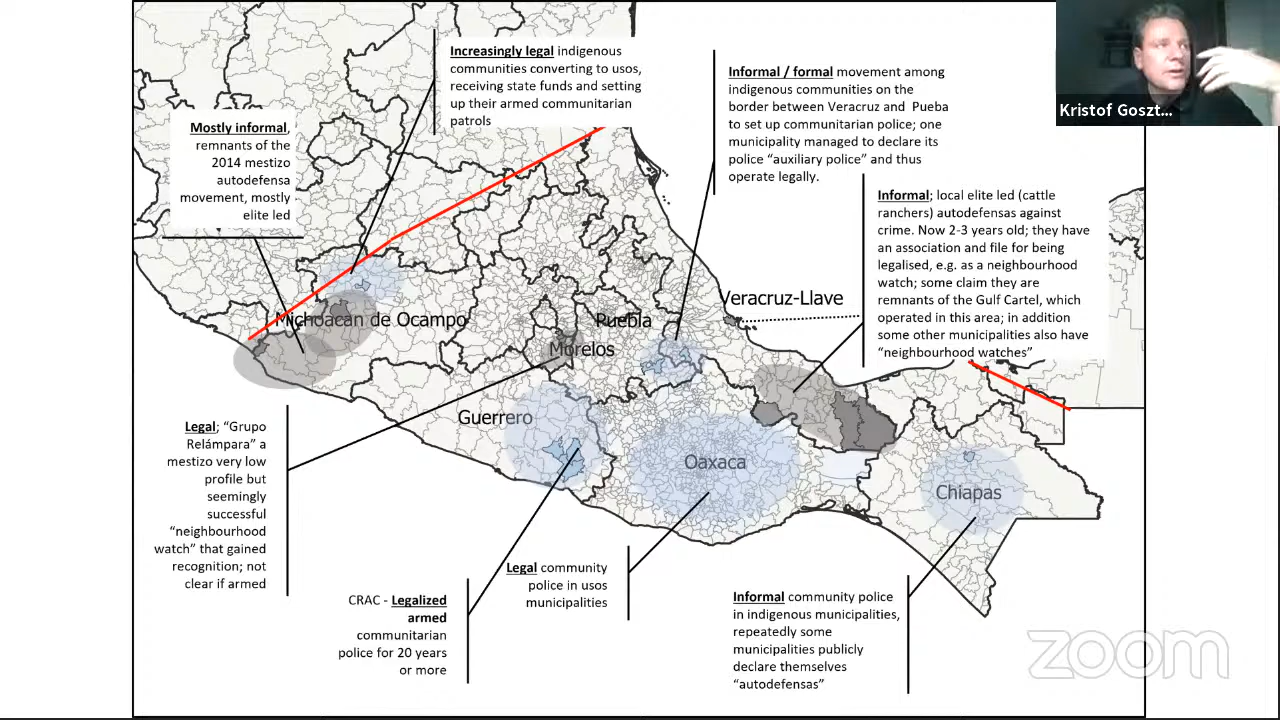 Increasingly legal indigenous
communities converting to usos,
receiving state funds and setting
up their armed communitarian
patrols
Informal / formal movement among
indigenous communities on the
border between Veracruz and Pueba
to set up communitarian police; one
municipality managed to declare its
police “auxiliary police” and thus
operate legally.
Kristof Goszt...
Mostly informal,
remnants of the
2014 mestizo
autodefensa
movement, mostly
elite led
Informal; local elite led (cattle
ranchers) autodefensas against
crime. Now 2-3 years old; they have
an association and file for being
legalised, e.g. as a neighbourhood
watch; some claim they are
remnants of the Gulf Cartel, which
operated in this area; in addition
some other municipalities also have
“neighbourhood watches”
Veracruz-Llave
Michoacán de Ocampo
Puebla
Morelos
Guerrero
Oaxaca
Chiapas
Legal; “Grupo
Relámpara” a
mestizo very low
profile but
seemingly
successful
“neighbourhood
watch” that gained
recognition; not
clear if armed
CRAC - Legalized
armed
communitarian
police for 20 years
or more
Legal community
police in usos
municipalities
Informal community police
in indigenous municipalities,
repeatedly some
municipalities publicly
declare themselves
“autodefensas”
zoom